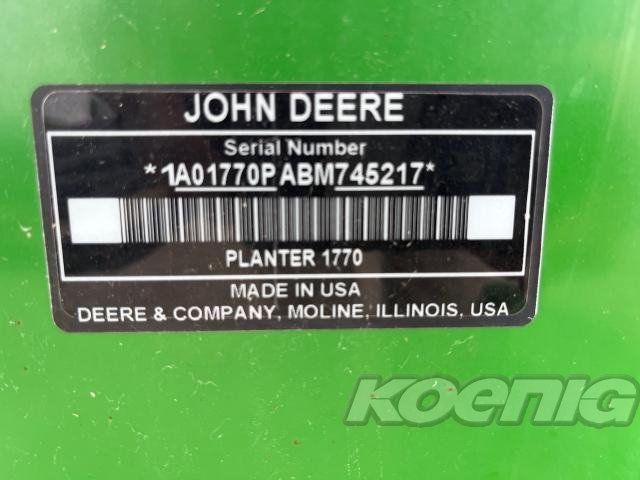 JOHN DEERE
Serial Number
*1A01770PABM745217*
PLANTER 1770
MADE IN USA
DEERE & COMPANY, MOLINE, ILLINOIS, USA
KOENIG